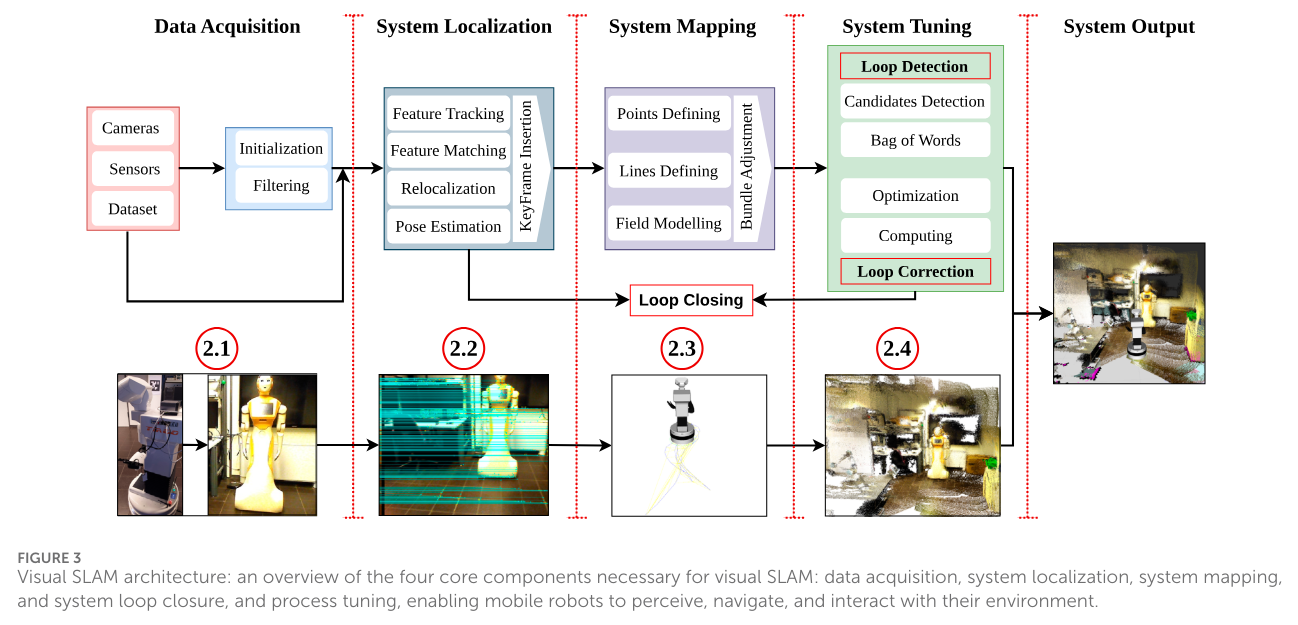 Data Acquisition
System Localization
System Mapping
System Tuning
System Output
Cameras
Sensors
Dataset
Initialization
Filtering
Feature Tracking
Feature Matching
Relocalization
Pose Estimation
KeyFrame Insertion
Points Defining
Lines Defining
Field Modelling
Bundle Adjustment
Loop Detection
Candidates Detection
Bag of Words
Optimization
Computing
Loop Correction
Loop Closing
2.1
2.2
2.3
2.4
FIGURE 3
Visual SLAM architecture: an overview of the four core components necessary for visual SLAM: data acquisition, system localization, system mapping,
and system loop closure, and process tuning, enabling mobile robots to perceive, navigate, and interact with their environment.